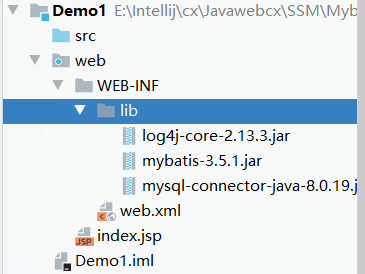 Demo1 E:\Intellij\cx\Javawebcx\SSM\Myb
src
web
WEB-INF
lib
log4j-core-2.13.3.jar
mybatis-3.5.1.jar
mysql-connector-java-8.0.19.j
web.xml
JSP index.jsp
Demo1.iml